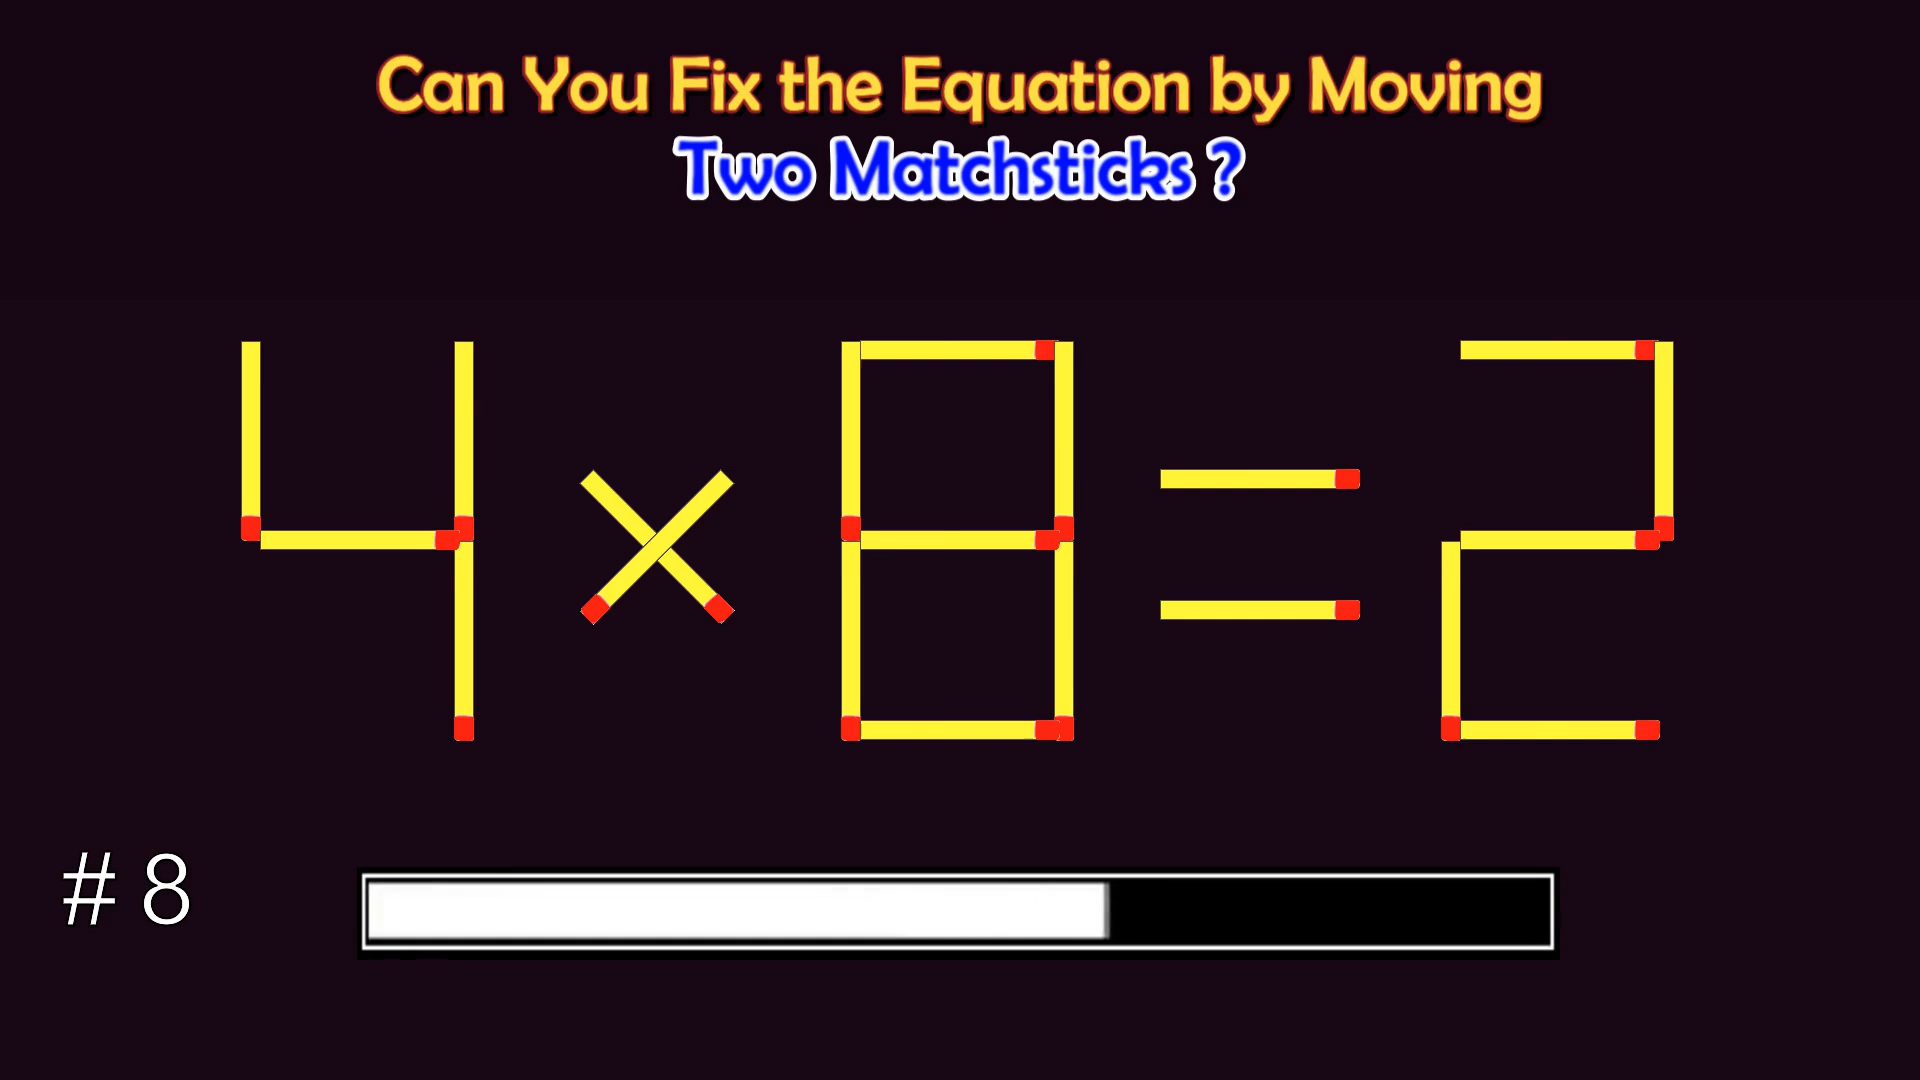 Can You Fix the Equation by Moving
Two Matchsticks ?
4 × 8 = 2
# 8